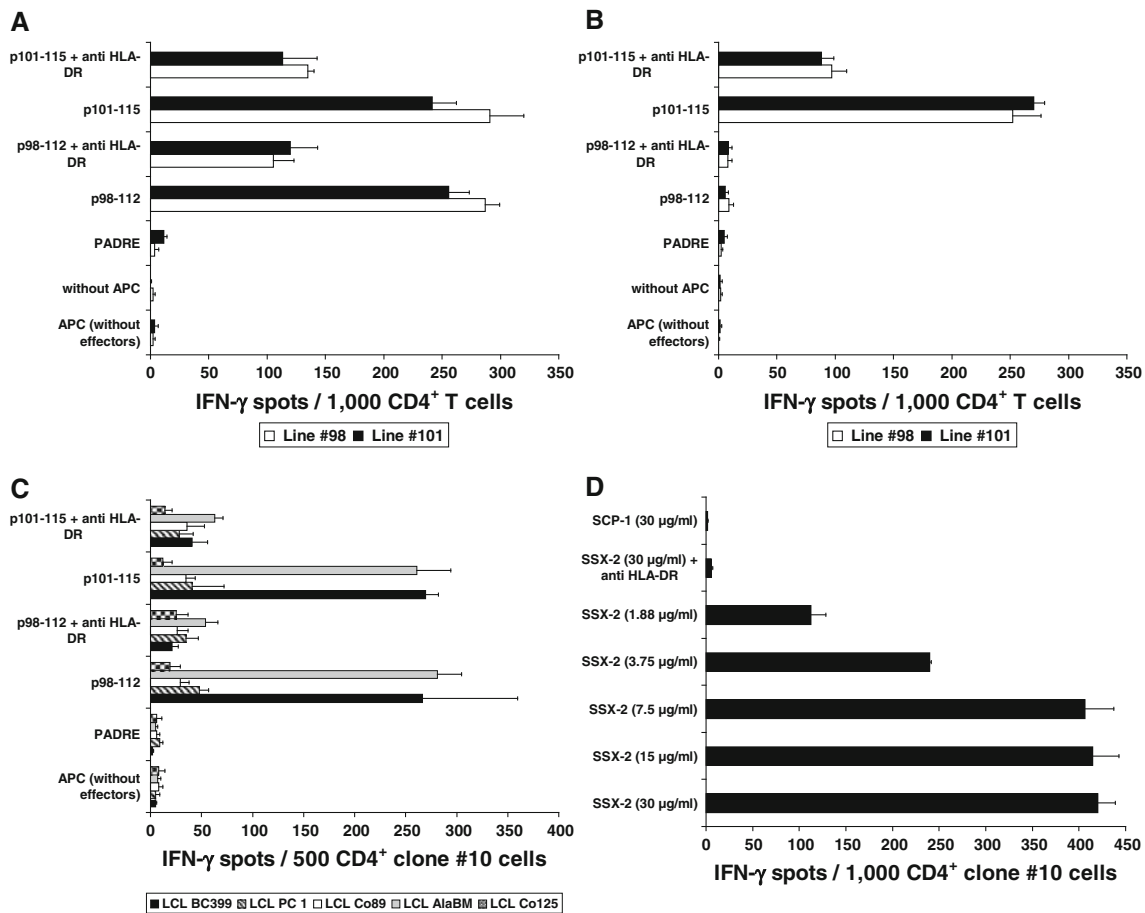 A
p101-115 + anti HLA-
DR
p101-115
p98-112 + anti HLA-
DR
p98-112
PADRE
without APC
APC (without
effectors)
0 50 100 150 200 250 300 350
IFN-γ spots / 1,000 CD4⁺ T cells
Line #98 Line #101
B
p101-115 + anti HLA-
DR
p101-115
p98-112 + anti HLA-
DR
p98-112
PADRE
without APC
APC (without
effectors)
0 50 100 150 200 250 300 350
IFN-γ spots / 1,000 CD4⁺ T cells
Line #98 Line #101
C
p101-115 + anti HLA-
DR
p101-115
p98-112 + anti HLA-
DR
p98-112
PADRE
APC (without
effectors)
0 50 100 150 200 250 300 350 400
IFN-γ spots / 500 CD4⁺ clone #10 cells
LCL BC399 LCL PC 1 LCL Co89 LCL AlaBM LCL Co125
D
SCP-1 (30 µg/ml)
SSX-2 (30 µg/ml) +
anti HLA-DR
SSX-2 (1.88 µg/ml)
SSX-2 (3.75 µg/ml)
SSX-2 (7.5 µg/ml)
SSX-2 (15 µg/ml)
SSX-2 (30 µg/ml)
0 50 100 150 200 250 300 350 400 450
IFN-γ spots / 1,000 CD4⁺ clone #10 cells